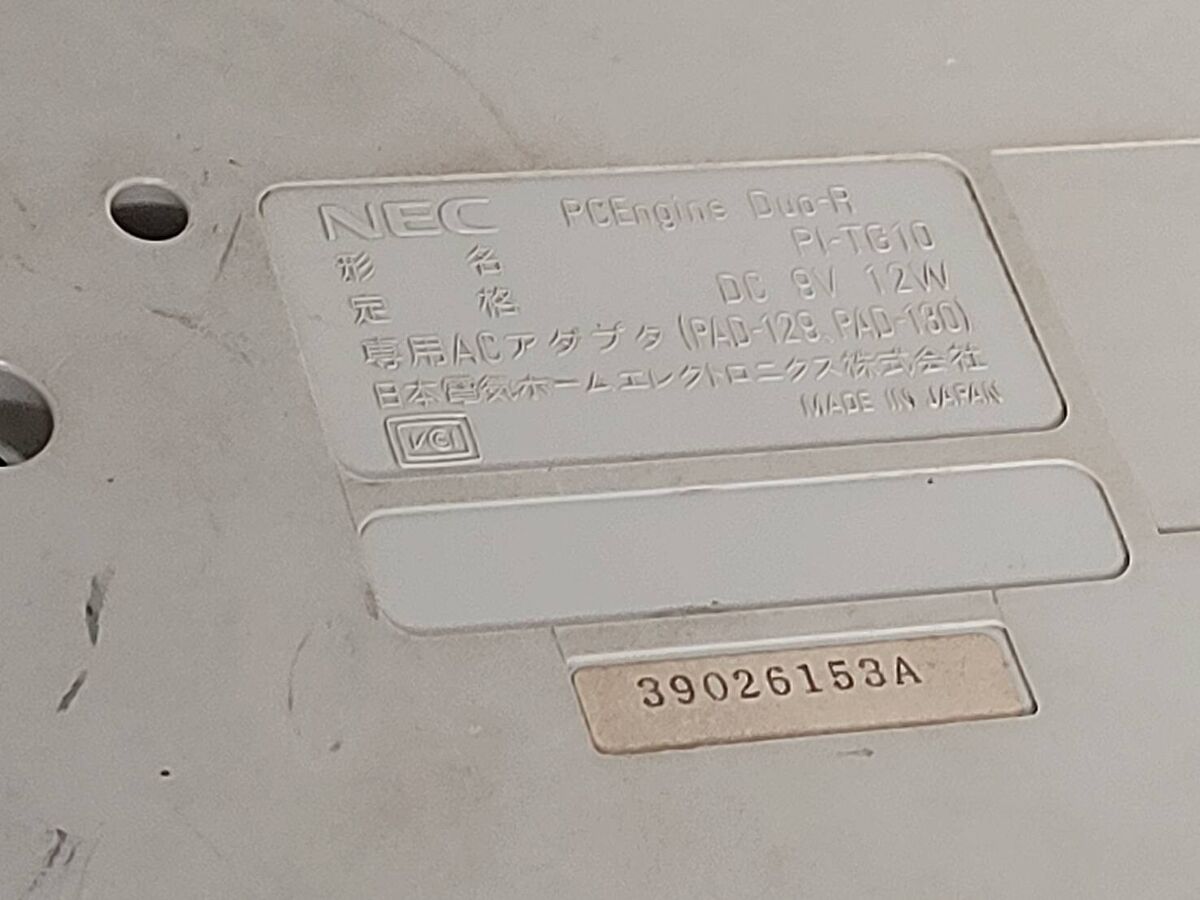 NEC PCEngine Duo-R
形名 PI-TG10
定格 DC 9V 12W
専用ACアダプタ(PAD-129、PAD-130)
日本電気ホームエレクトロニクス株式会社
MADE IN JAPAN
VCI
39026153A